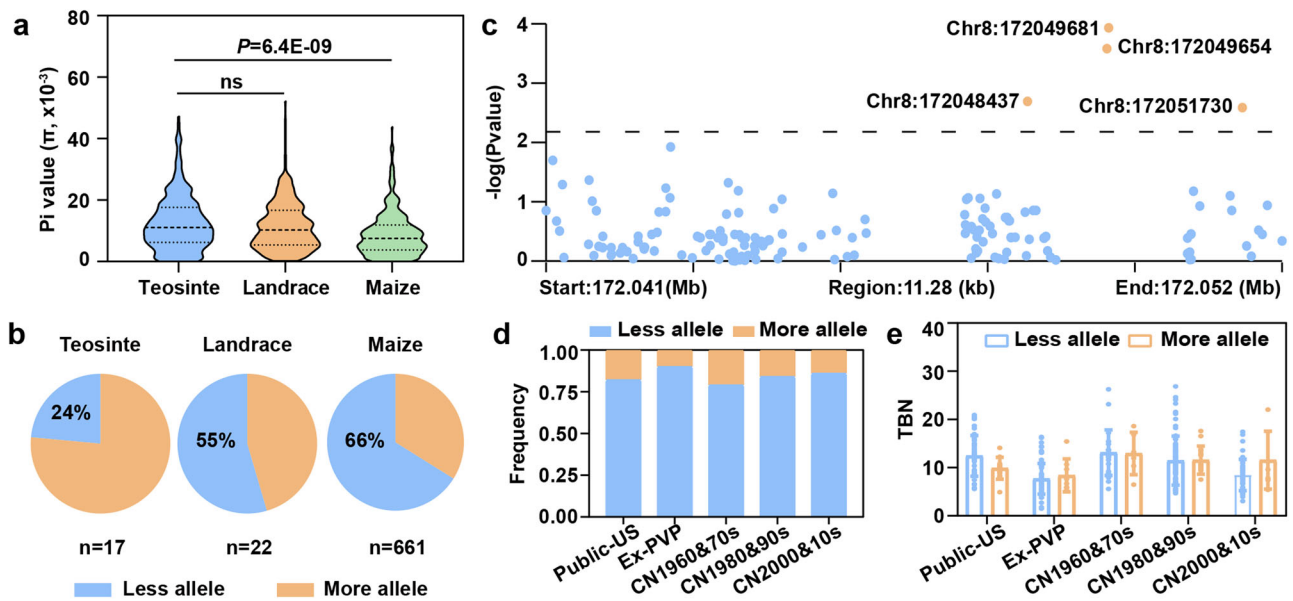 a
Pi value (π, x10⁻³)
80
60
40
20
0
P=6.4E-09
ns
Teosinte Landrace Maize
b
Teosinte Landrace Maize
24% 55% 66%
n=17 n=22 n=661
Less allele More allele
c
-log(Pvalue)
4
3
2
1
0
Chr8:172049681
Chr8:172049654
Chr8:172048437
Chr8:172051730
Start:172.041(Mb) Region:11.28 (kb) End:172.052 (Mb)
d
Less allele More allele
Frequency
1.00
0.75
0.50
0.25
0.00
Public-US
Ex-PVP
CN1960&70s
CN1980&90s
CN2000&10s
e
TBN
40
30
20
10
0
Less allele More allele
Public-US
Ex-PVP
CN1960&70s
CN1980&90s
CN2000&10s